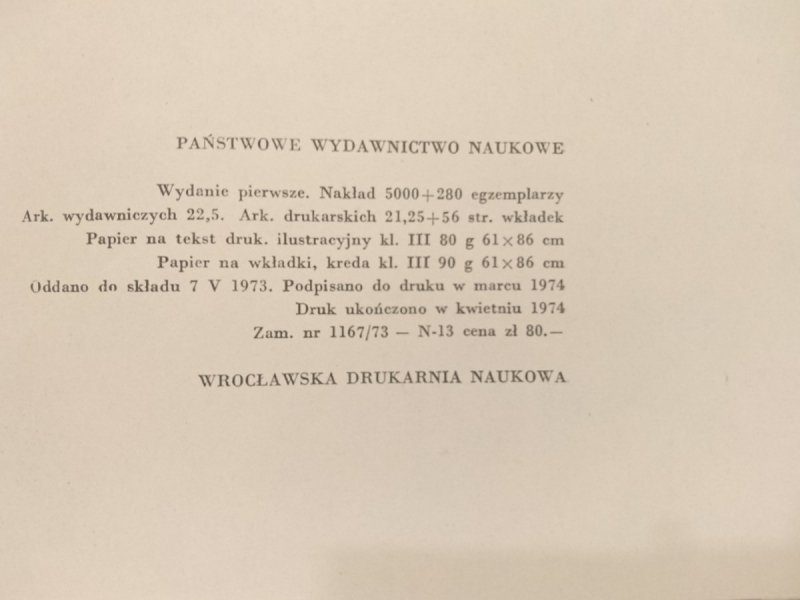 PAŃSTWOWE WYDAWNICTWO NAUKOWE
Wydanie pierwsze. Nakład 5000+280 egzemplarzy
Ark. wydawniczych 22,5. Ark. drukarskich 21,25+56 str. wkładek
Papier na tekst druk. ilustracyjny kl. III 80 g 61×86 cm
Papier na wkładki, kreda kl. III 90 g 61×86 cm
Oddano do składu 7 V 1973. Podpisano do druku w marcu 1974
Druk ukończono w kwietniu 1974
Zam. nr 1167/73 — N-13 cena zł 80.—
WROCŁAWSKA DRUKARNIA NAUKOWA